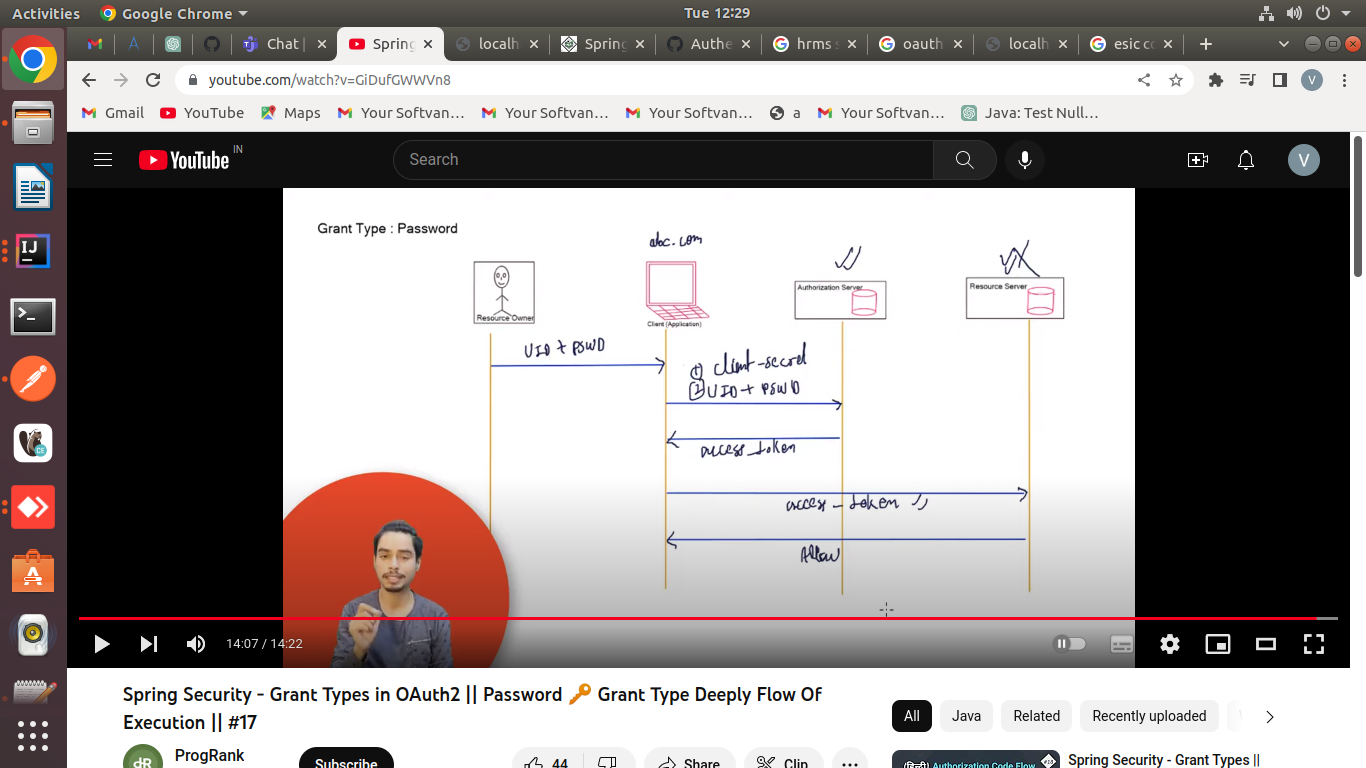 Activities
Google Chrome
Tue 12:29
Chat |
Spring
localh
Spring
Authe
hrms s
oauth
localh
esic co
youtube.com/watch?v=GiDufGWWVn8
V
Gmail
YouTube
Maps
Your Softvan…
Your Softvan…
Your Softvan…
a
Your Softvan…
Java: Test Null…
YouTube IN
Search
V
Grant Type : Password
abc.com
Resource Owner
Client (Application)
Authorization Server
Resource Server
UID + PSWD
① client-secret
② UID + PSWD
access_token
access-token
Allow
14:07 / 14:22
Spring Security - Grant Types in OAuth2 || Password 🔑 Grant Type Deeply Flow Of
Execution || #17
All
Java
Related
Recently uploaded
ProgRank
Subscribe
44
Share
Clip
Authorization Code Flow
Spring Security - Grant Types ||